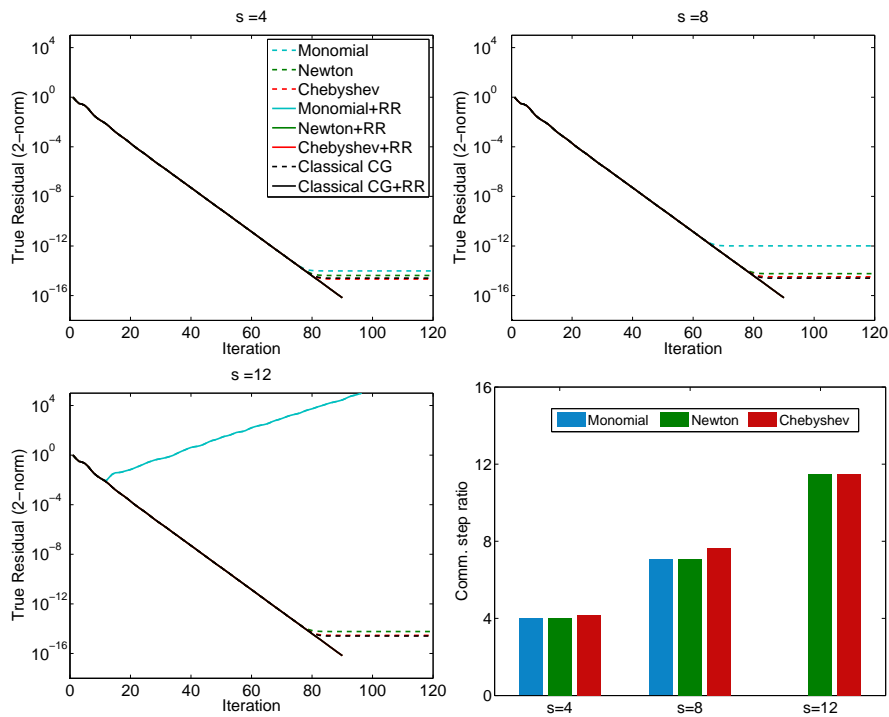 s =4
True Residual (2−norm)
10^4
10^0
10^−4
10^−8
10^−12
10^−16
0 20 40 60 80 100 120
Iteration
Monomial
Newton
Chebyshev
Monomial+RR
Newton+RR
Chebyshev+RR
Classical CG
Classical CG+RR
s =8
True Residual (2−norm)
10^4
10^0
10^−4
10^−8
10^−12
10^−16
0 20 40 60 80 100 120
Iteration
s =12
True Residual (2−norm)
10^4
10^0
10^−4
10^−8
10^−12
10^−16
0 20 40 60 80 100 120
Iteration
Comm. step ratio
16
12
8
4
0
Monomial Newton Chebyshev
s=4 s=8 s=12